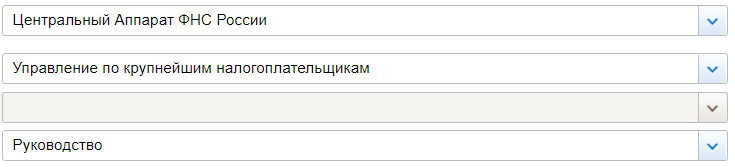 Центральный Аппарат ФНС России
Управление по крупнейшим налогоплательщикам
Руководство